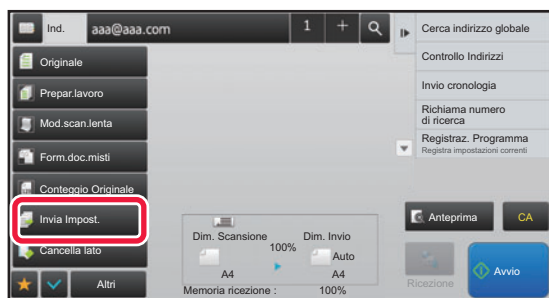 Ind.
aaa@aaa.com
1
+
Originale
Prepar.lavoro
Mod.scan.lenta
Form.doc.misti
Conteggio Originale
Invia Impost.
Cancella lato
Altri
Dim. Scansione
100%
Dim. Invio
Auto
A4
A4
Memoria ricezione :
100%
Cerca indirizzo globale
Controllo Indirizzi
Invio cronologia
Richiama numero
di ricerca
Registraz. Programma
Registra impostazioni correnti
Anteprima
CA
Ricezione
Avvio